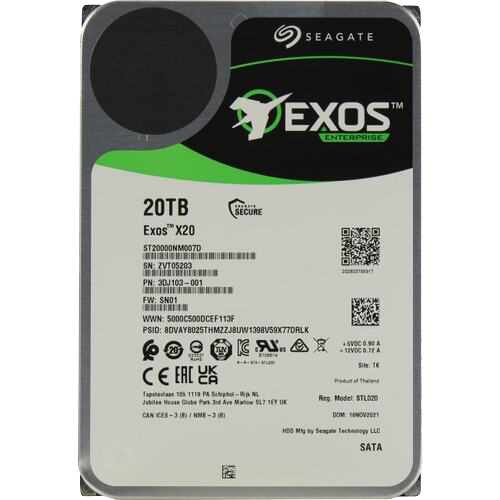 SEAGATE
EXOS™
ENTERPRISE
20TB
SEAGATE SECURE
Exos™ X20
ST20000NM007D
SN: ZVT05203
PN: 3DJ103-001
FW: SN01
WWN: 5000C500DCEF113F
PSID: 8DVAY8025THMZZJ8UW1398V59X77DRLK
+5VDC 0.90 A
+12VDC 0.72 A
Site: TK
Product of Thailand
Tupolevlaan 105 1119 PA Schiphol - Rijk NL
Jubilee House Globe Park 3rd Ave Marlow SL7 1EY UK
Reg. Model: STL020
CAN ICES-3 (B) / NMB-3 (B)
DOM: 16NOV2021
HDD Mfg by Seagate Technology LLC
SATA